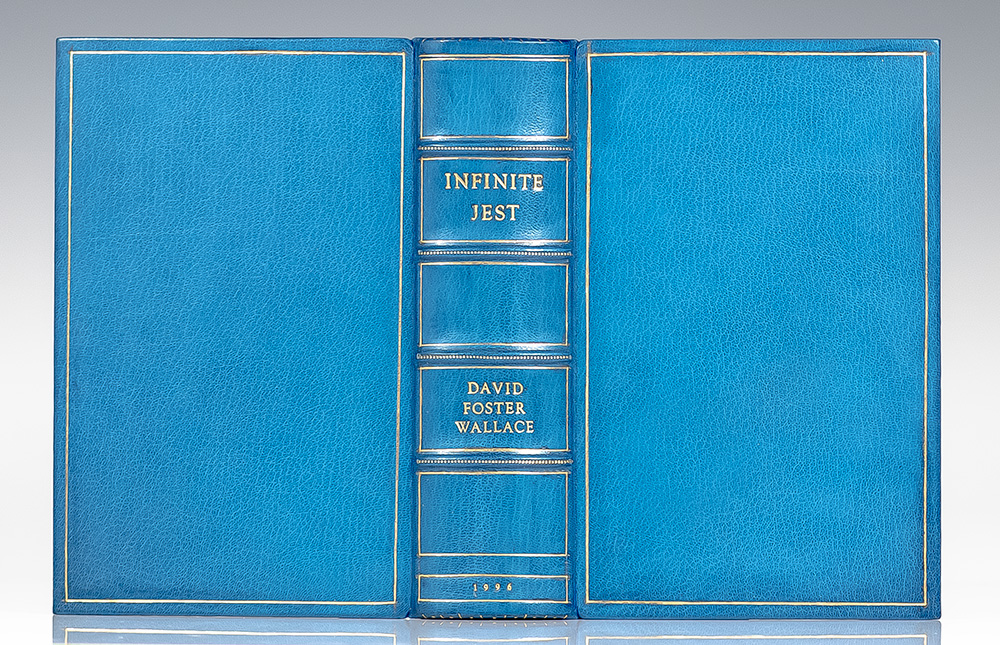 INFINITE
JEST
DAVID
FOSTER
WALLACE
1996